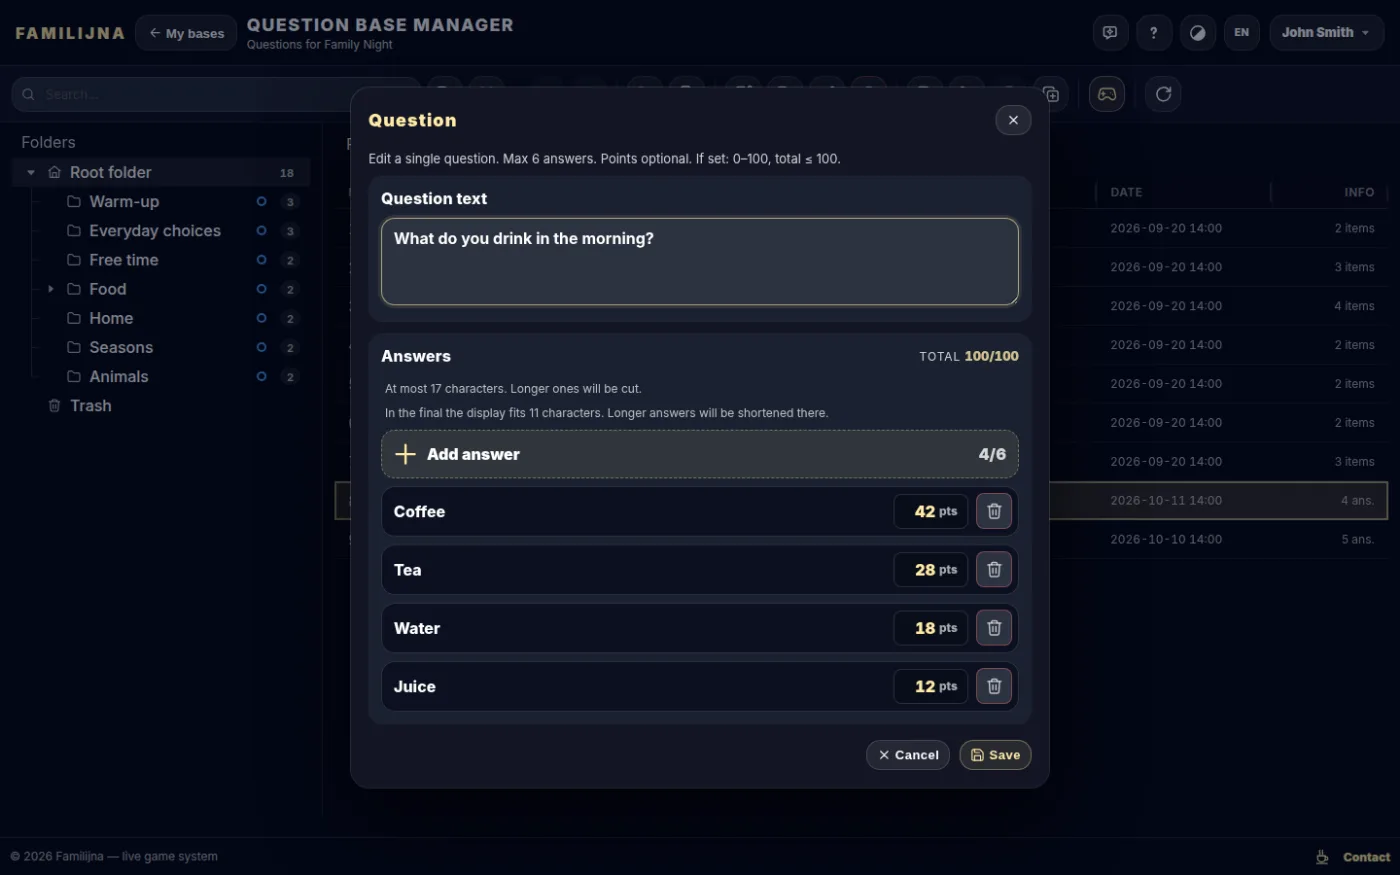 FAMILIJNA
← My bases
QUESTION BASE MANAGER
Questions for Family Night
?
EN
John Smith
Search...
Folders
Root folder 18
Warm-up 3
Everyday choices 3
Free time 2
Food 2
Home 2
Seasons 2
Animals 2
Trash
DATE INFO
2026-09-20 14:00 2 items
2026-09-20 14:00 3 items
2026-09-20 14:00 4 items
2026-09-20 14:00 2 items
2026-09-20 14:00 2 items
2026-09-20 14:00 2 items
2026-09-20 14:00 3 items
2026-10-11 14:00 4 ans.
2026-10-10 14:00 5 ans.
Question
Edit a single question. Max 6 answers. Points optional. If set: 0–100, total ≤ 100.
Question text
What do you drink in the morning?
Answers TOTAL 100/100
At most 17 characters. Longer ones will be cut.
In the final the display fits 11 characters. Longer answers will be shortened there.
Add answer 4/6
Coffee 42 pts
Tea 28 pts
Water 18 pts
Juice 12 pts
Cancel
Save
© 2026 Familijna — live game system
Contact